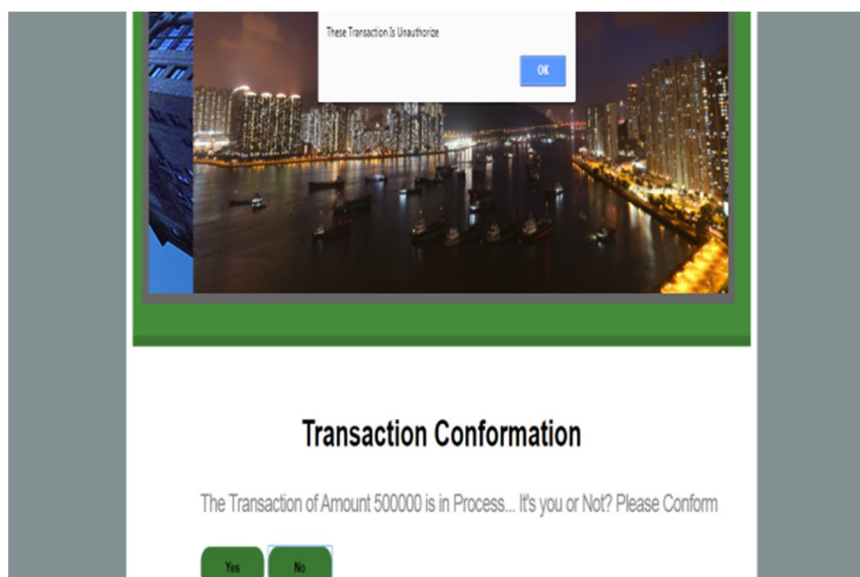 These Transaction Is Unauthorize
OK
Transaction Conformation
The Transaction of Amount 500000 is in Process... It's you or Not? Please Conform
Yes No